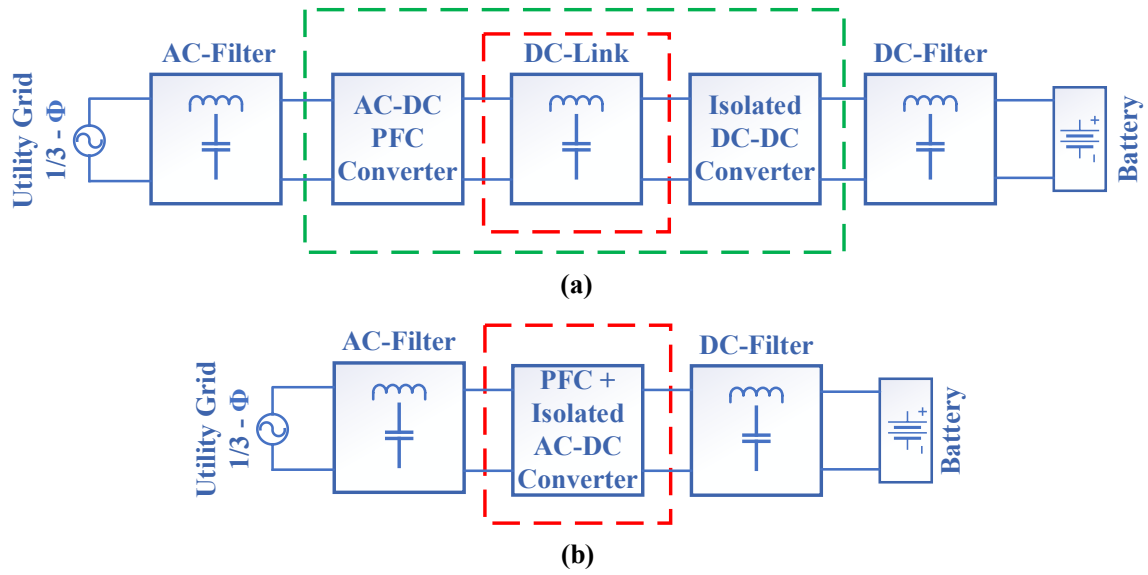 AC-Filter
DC-Link
DC-Filter
Utility Grid
1/3 - Φ
AC-DC
PFC
Converter
Isolated
DC-DC
Converter
+
-
Battery
(a)
AC-Filter
DC-Filter
Utility Grid
1/3 - Φ
PFC +
Isolated
AC-DC
Converter
+
-
Battery
(b)